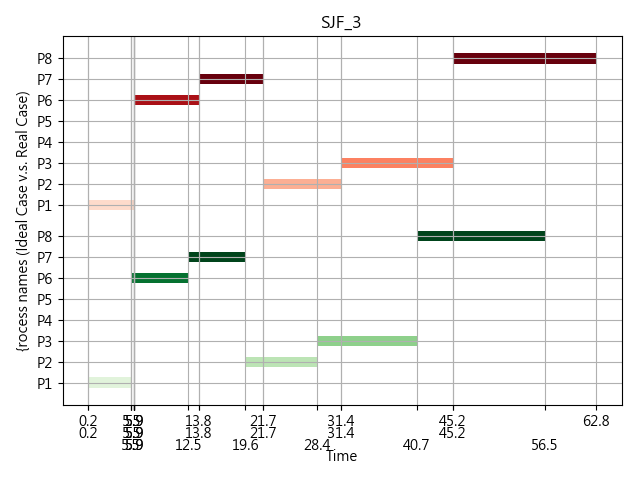 SJF_3
P8
P7
P6
P5
P4
P3
P2
P1
P8
P7
P6
P5
P4
P3
P2
P1
{rocess names (Ideal Case v.s. Real Case)
0.2 13.8 21.7 31.4 45.2 62.8
0.2 13.8 21.7 31.4 45.2
12.5 19.6 28.4 40.7 56.5
Time